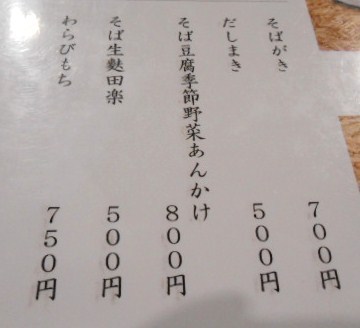 そばがき 700円
だしまき 500円
そば豆腐季節野菜あんかけ 800円
そば生麩田楽 500円
わらびもち 750円